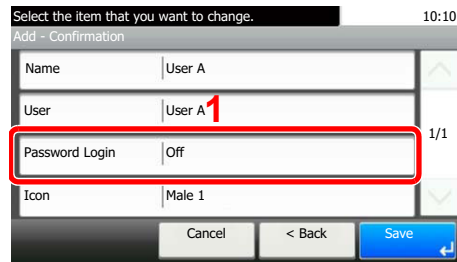 Select the item that you want to change.
10:10
Add - Confirmation
Name User A
User User A 1
1/1
Password Login Off
Icon Male 1
Cancel < Back Save